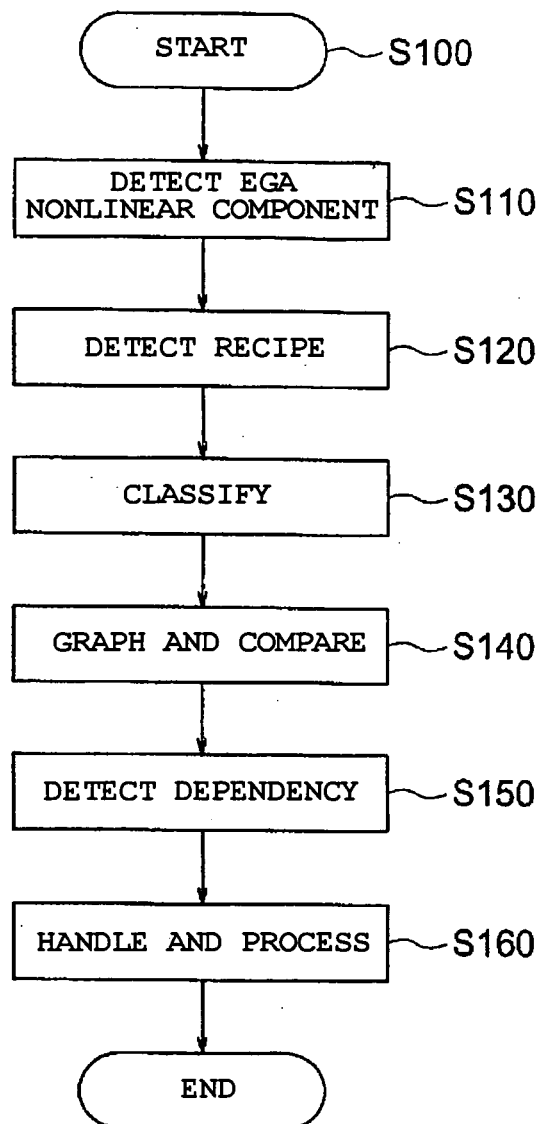 START
S100
DETECT EGA
NONLINEAR COMPONENT
S110
DETECT RECIPE
S120
CLASSIFY
S130
GRAPH AND COMPARE
S140
DETECT DEPENDENCY
S150
HANDLE AND PROCESS
S160
END